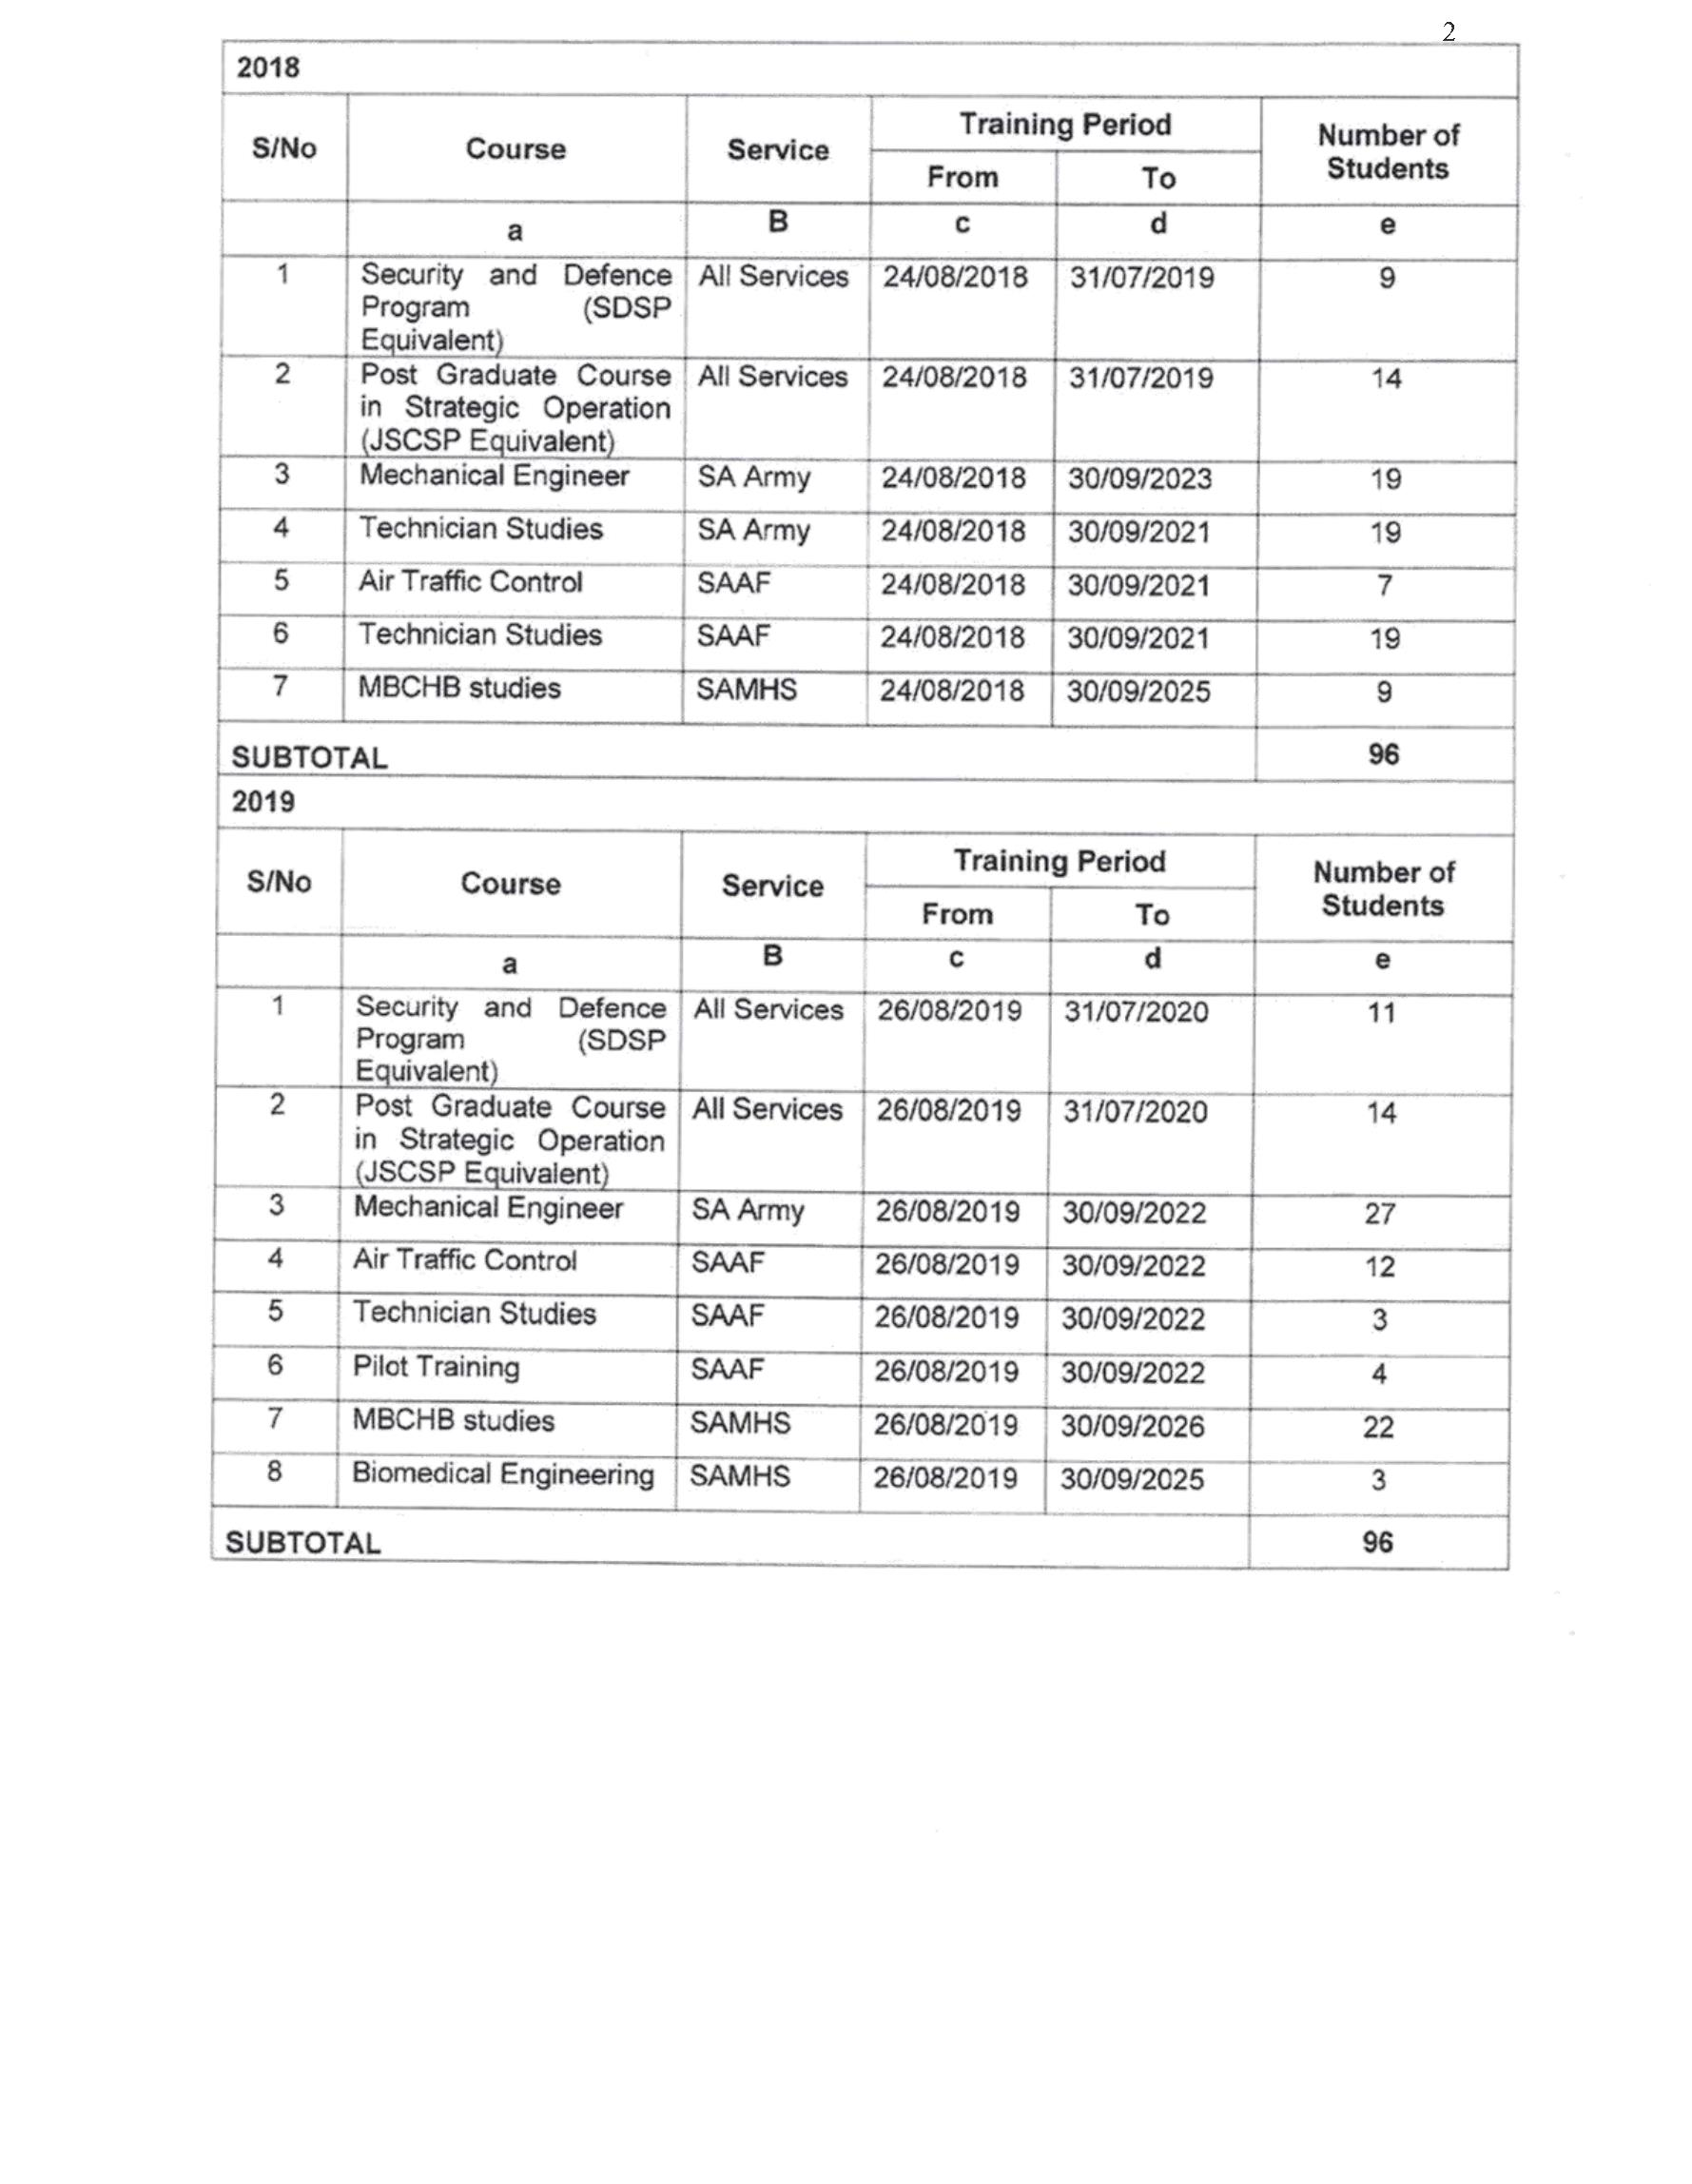 2
2018
S/No Course Service Training Period Number of Students
From To
a B c d e
1 Security and Defence All Services 24/08/2018 31/07/2019 9
Program (SDSP
Equivalent)
2 Post Graduate Course All Services 24/08/2018 31/07/2019 14
in Strategic Operation
(JSCSP Equivalent)
3 Mechanical Engineer SA Army 24/08/2018 30/09/2023 19
4 Technician Studies SA Army 24/08/2018 30/09/2021 19
5 Air Traffic Control SAAF 24/08/2018 30/09/2021 7
6 Technician Studies SAAF 24/08/2018 30/09/2021 19
7 MBCHB studies SAMHS 24/08/2018 30/09/2025 9
SUBTOTAL 96
2019
S/No Course Service Training Period Number of Students
From To
a B c d e
1 Security and Defence All Services 26/08/2019 31/07/2020 11
Program (SDSP
Equivalent)
2 Post Graduate Course All Services 26/08/2019 31/07/2020 14
in Strategic Operation
(JSCSP Equivalent)
3 Mechanical Engineer SA Army 26/08/2019 30/09/2022 27
4 Air Traffic Control SAAF 26/08/2019 30/09/2022 12
5 Technician Studies SAAF 26/08/2019 30/09/2022 3
6 Pilot Training SAAF 26/08/2019 30/09/2022 4
7 MBCHB studies SAMHS 26/08/2019 30/09/2026 22
8 Biomedical Engineering SAMHS 26/08/2019 30/09/2025 3
SUBTOTAL 96